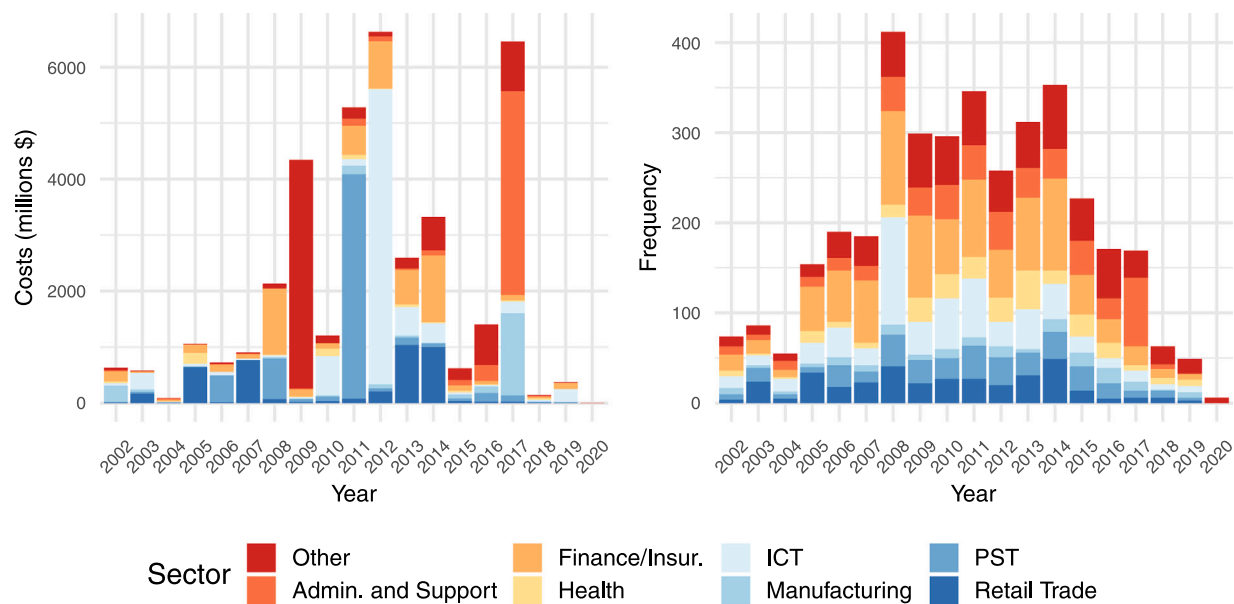 Costs (millions $)
6000
4000
2000
0
2002 2003 2004 2005 2006 2007 2008 2009 2010 2011 2012 2013 2014 2015 2016 2017 2018 2019 2020
Year
Frequency
400
300
200
100
0
2002 2003 2004 2005 2006 2007 2008 2009 2010 2011 2012 2013 2014 2015 2016 2017 2018 2019 2020
Year
Sector
Other Finance/Insur. ICT PST
Admin. and Support Health Manufacturing Retail Trade